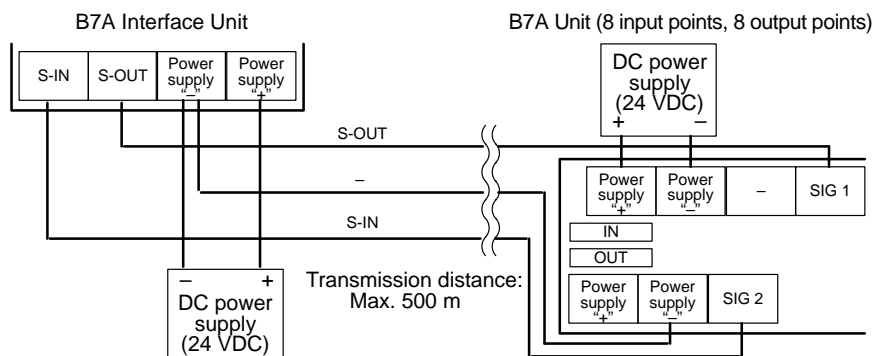 B7A Interface Unit
B7A Unit (8 input points, 8 output points)
S-IN
S-OUT
Power
supply
“–”
Power
supply
“+”
DC power
supply
(24 VDC)
+ –
S-OUT
–
S-IN
Power
supply
“+”
Power
supply
“–”
–
SIG 1
IN
OUT
Power
supply
“+”
Power
supply
“–”
SIG 2
– +
DC power
supply
(24 VDC)
Transmission distance:
Max. 500 m